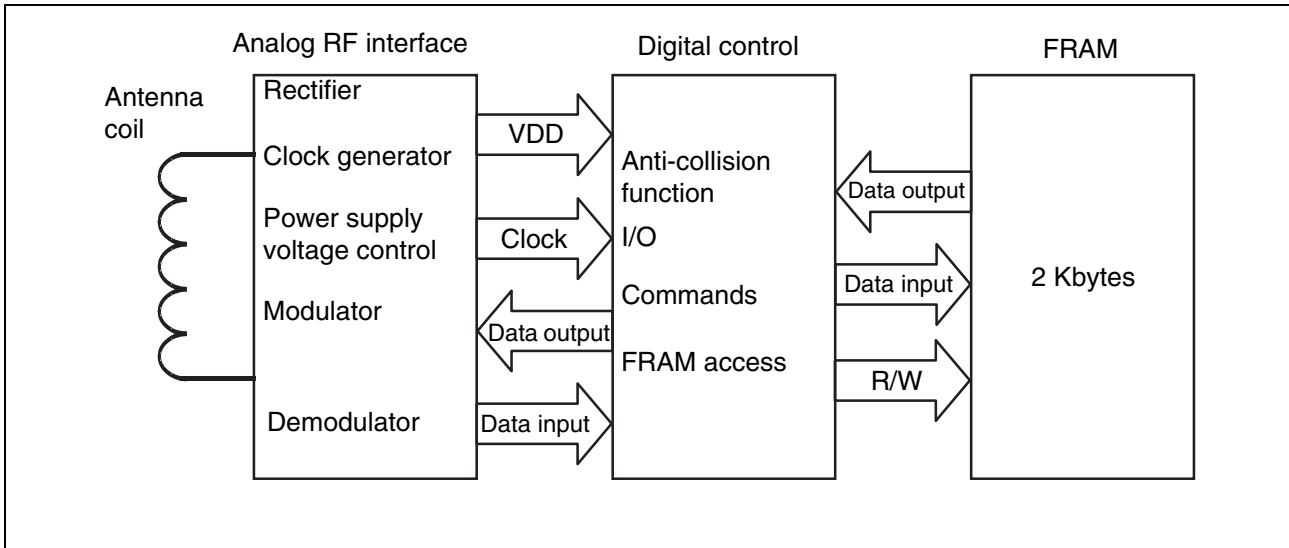 Analog RF interface
Digital control
FRAM
Antenna
coil
Rectifier
Clock generator
Power supply
voltage control
Modulator
Demodulator
VDD
Clock
Data output
Data input
Anti-collision
function
I/O
Commands
FRAM access
Data output
Data input
R/W
2 Kbytes